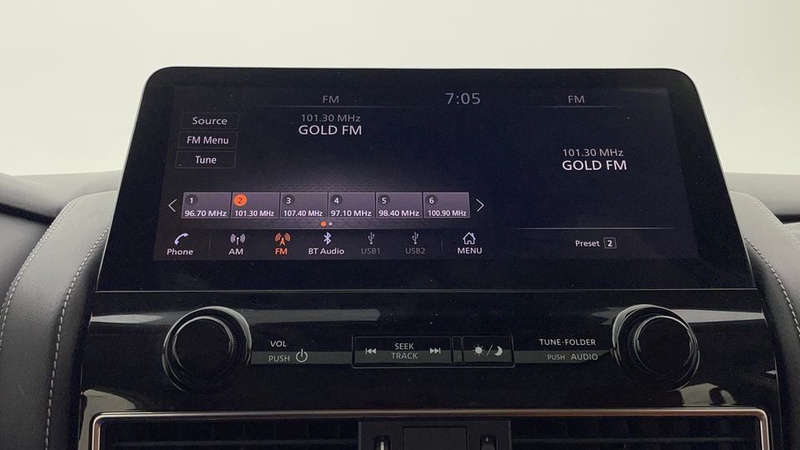 FM 7:05 FM
Source
FM Menu
Tune
101.30 MHz
GOLD FM
101.30 MHz
GOLD FM
1 2 3 4 5 6
96.70 MHz 101.30 MHz 107.40 MHz 97.10 MHz 98.40 MHz 100.90 MHz
Phone AM FM BT Audio USB1 USB2 MENU
Preset 2
VOL
PUSH
SEEK
TRACK
TUNE·FOLDER
PUSH AUDIO